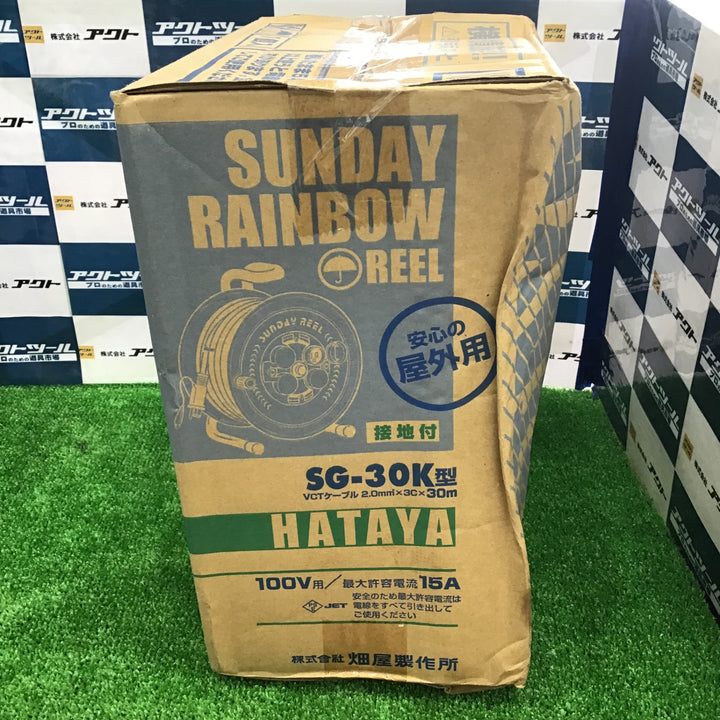 SUNDAY
RAINBOW
REEL
SUNDAY REEL
安心の
屋外用
接地付
SG-30K型
VCTケーブル 2.0mm²×3C×30m
HATAYA
100V用/最大許容電流15A
JET
安全のため最大許容電流は
電線をすべて引き出して
ご使用ください
株式会社 畑屋製作所
株式会社 アクト
アクトツール
プロのための道具市場